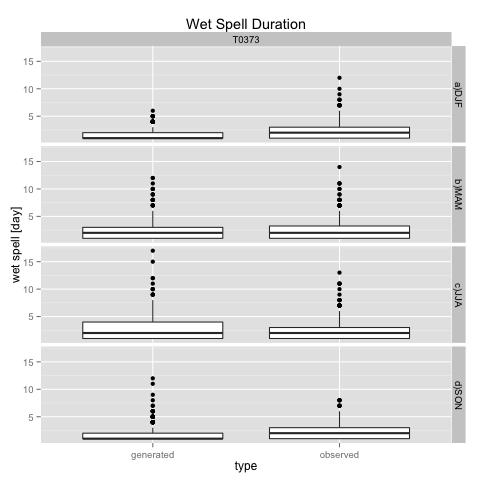 Wet Spell Duration
T0373
15
10
5
a)DJF
15
10
5
b)MAM
15
10
5
c)JJA
15
10
5
d)SON
wet spell [day]
generated observed
type